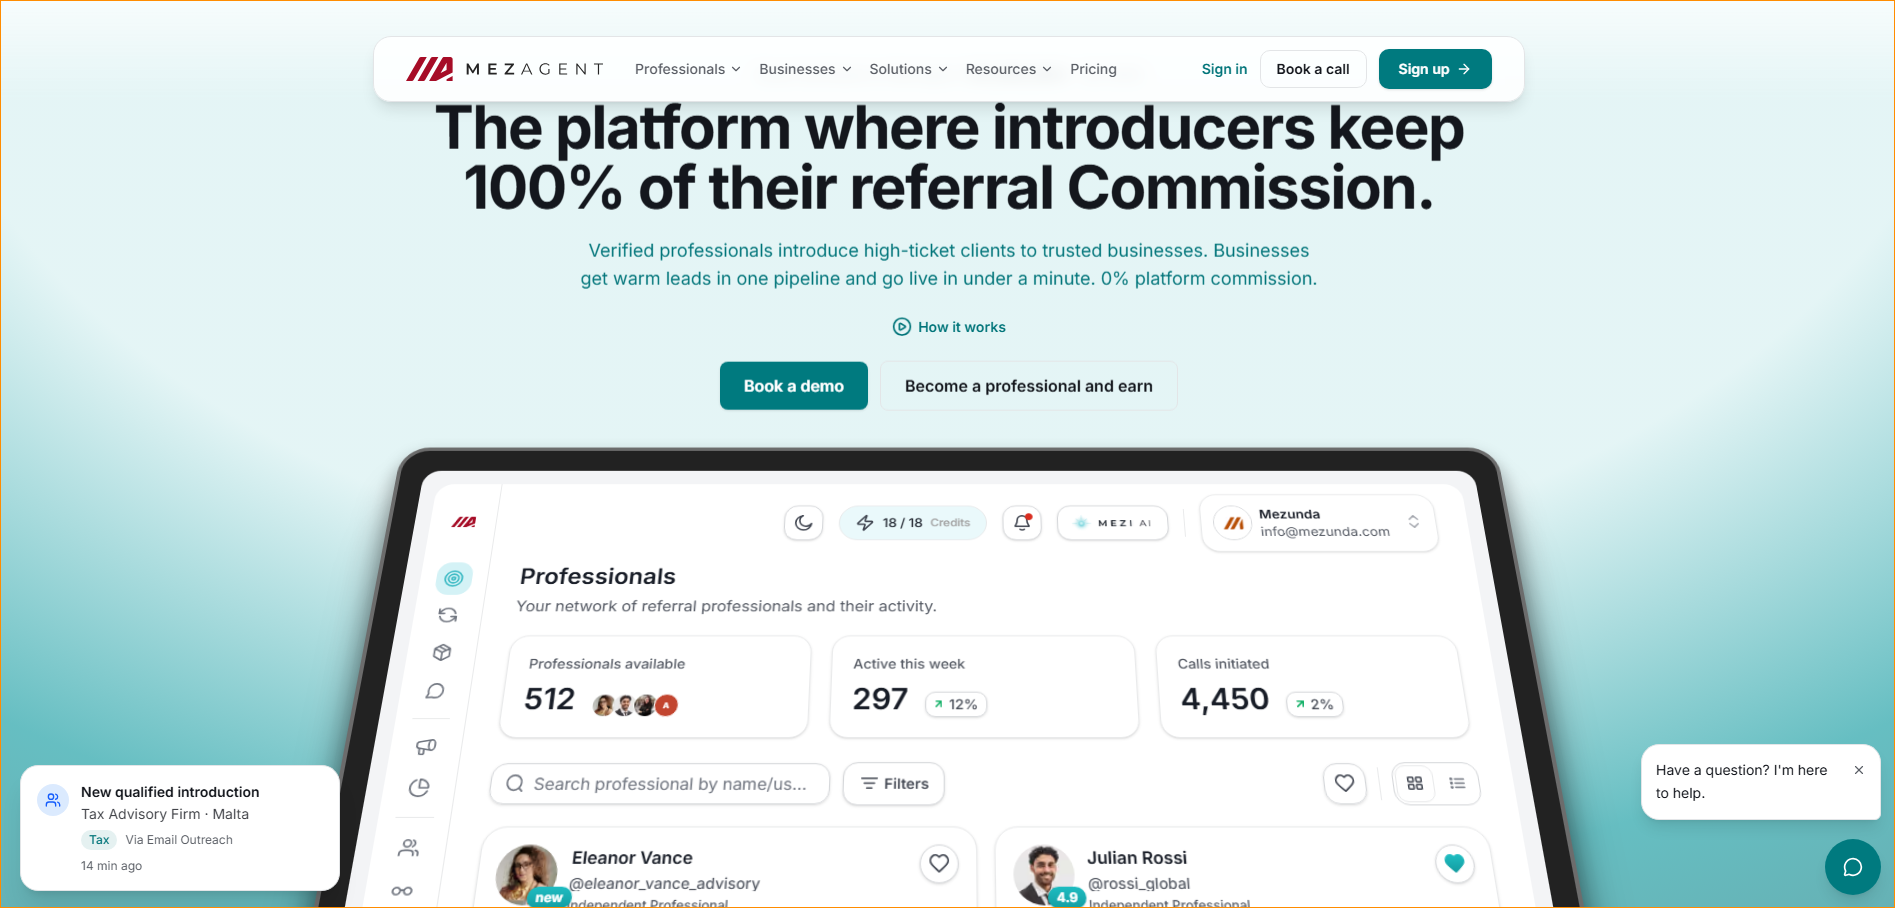 MEZAGENT
Professionals
Businesses
Solutions
Resources
Pricing
Sign in
Book a call
Sign up
The platform where introducers keep
100% of their referral Commission.
Verified professionals introduce high-ticket clients to trusted businesses. Businesses
get warm leads in one pipeline and go live in under a minute. 0% platform commission.
How it works
Book a demo
Become a professional and earn
18 / 18 Credits
MEZI AI
Mezunda
info@mezunda.com
Professionals
Your network of referral professionals and their activity.
Professionals available
512
A
Active this week
297
12%
Calls initiated
4,450
2%
Search professional by name/us...
Filters
Eleanor Vance
@eleanor_vance_advisory
new
Independent Professional
Julian Rossi
@rossi_global
4.9
Independent Professional
New qualified introduction
Tax Advisory Firm · Malta
Tax
Via Email Outreach
14 min ago
Have a question? I'm here
to help.